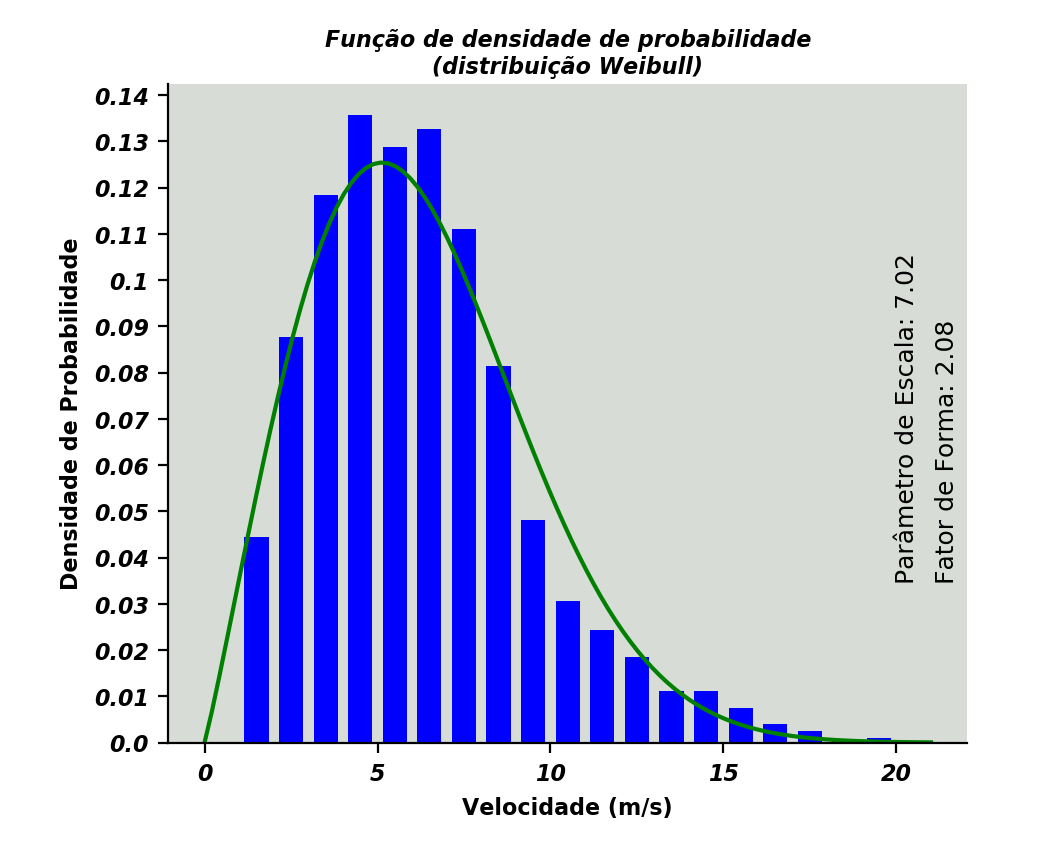 Função de densidade de probabilidade
(distribuição Weibull)
0.14
0.13
0.12
0.11
0.1
0.09
0.08
0.07
0.06
0.05
0.04
0.03
0.02
0.01
0.0
Densidade de Probabilidade
0 5 10 15 20
Velocidade (m/s)
Parâmetro de Escala: 7.02
Fator de Forma: 2.08